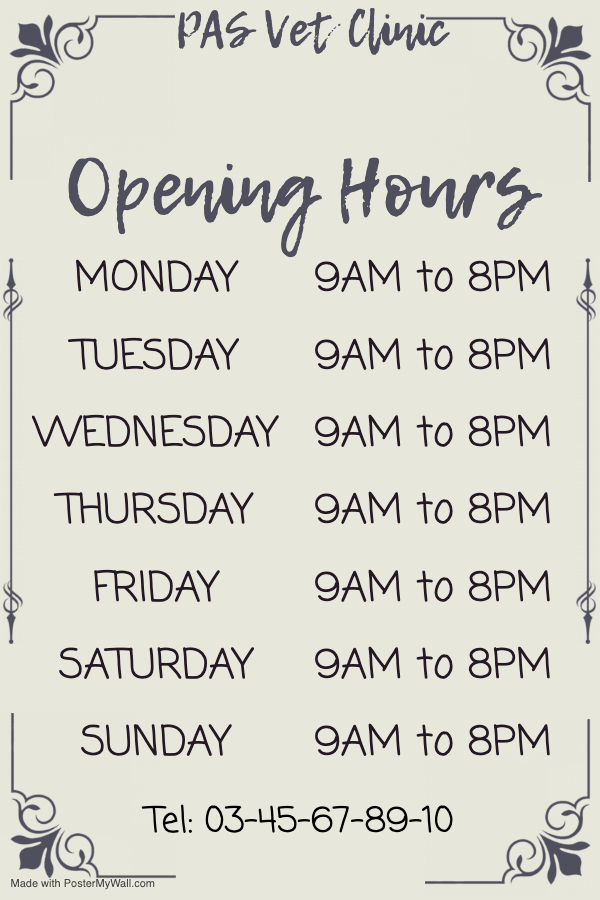 PAS Vet Clinic
Opening Hours
MONDAY 9AM to 8PM
TUESDAY 9AM to 8PM
WEDNESDAY 9AM to 8PM
THURSDAY 9AM to 8PM
FRIDAY 9AM to 8PM
SATURDAY 9AM to 8PM
SUNDAY 9AM to 8PM
Tel: 03-45-67-89-10
Made with PosterMyWall.com